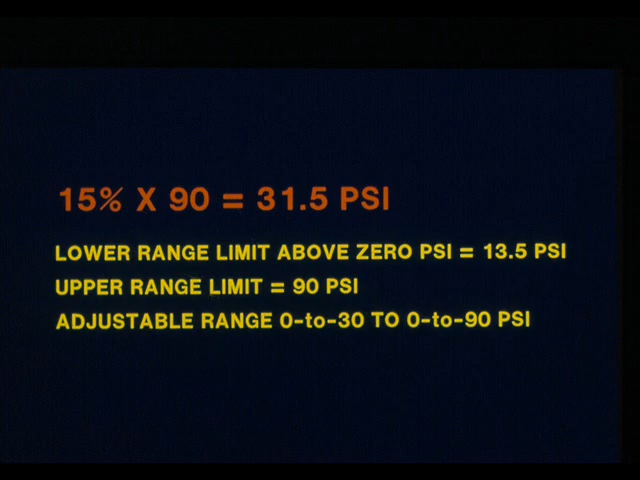 15% X 90 = 31.5 PSI
LOWER RANGE LIMIT ABOVE ZERO PSI = 13.5 PSI
UPPER RANGE LIMIT = 90 PSI
ADJUSTABLE RANGE 0-to-30 TO 0-to-90 PSI